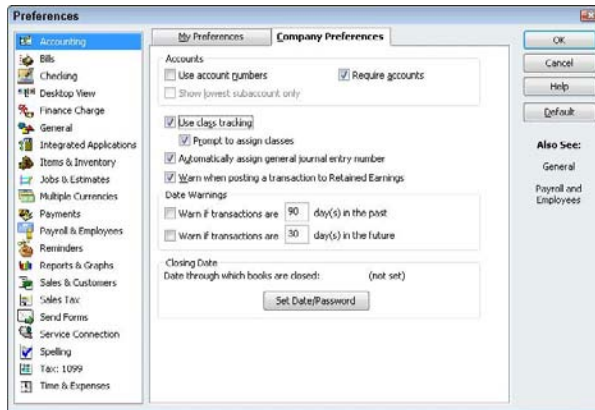 Preferences
Accounting
Bills
Checking
Desktop View
Finance Charge
General
Integrated Applications
Items & Inventory
Jobs & Estimates
Multiple Currencies
Payments
Payroll & Employees
Reminders
Reports & Graphs
Sales & Customers
Sales Tax
Send Forms
Service Connection
Spelling
Tax: 1099
Time & Expenses
My Preferences
Company Preferences
Accounts
Use account numbers
Require accounts
Show lowest subaccount only
Use class tracking
Prompt to assign classes
Automatically assign general journal entry number
Warn when posting a transaction to Retained Earnings
Date Warnings
Warn if transactions are 90 day(s) in the past
Warn if transactions are 30 day(s) in the future
Closing Date
Date through which books are closed: (not set)
Set Date/Password
OK
Cancel
Help
Default
Also See:
General
Payroll and
Employees